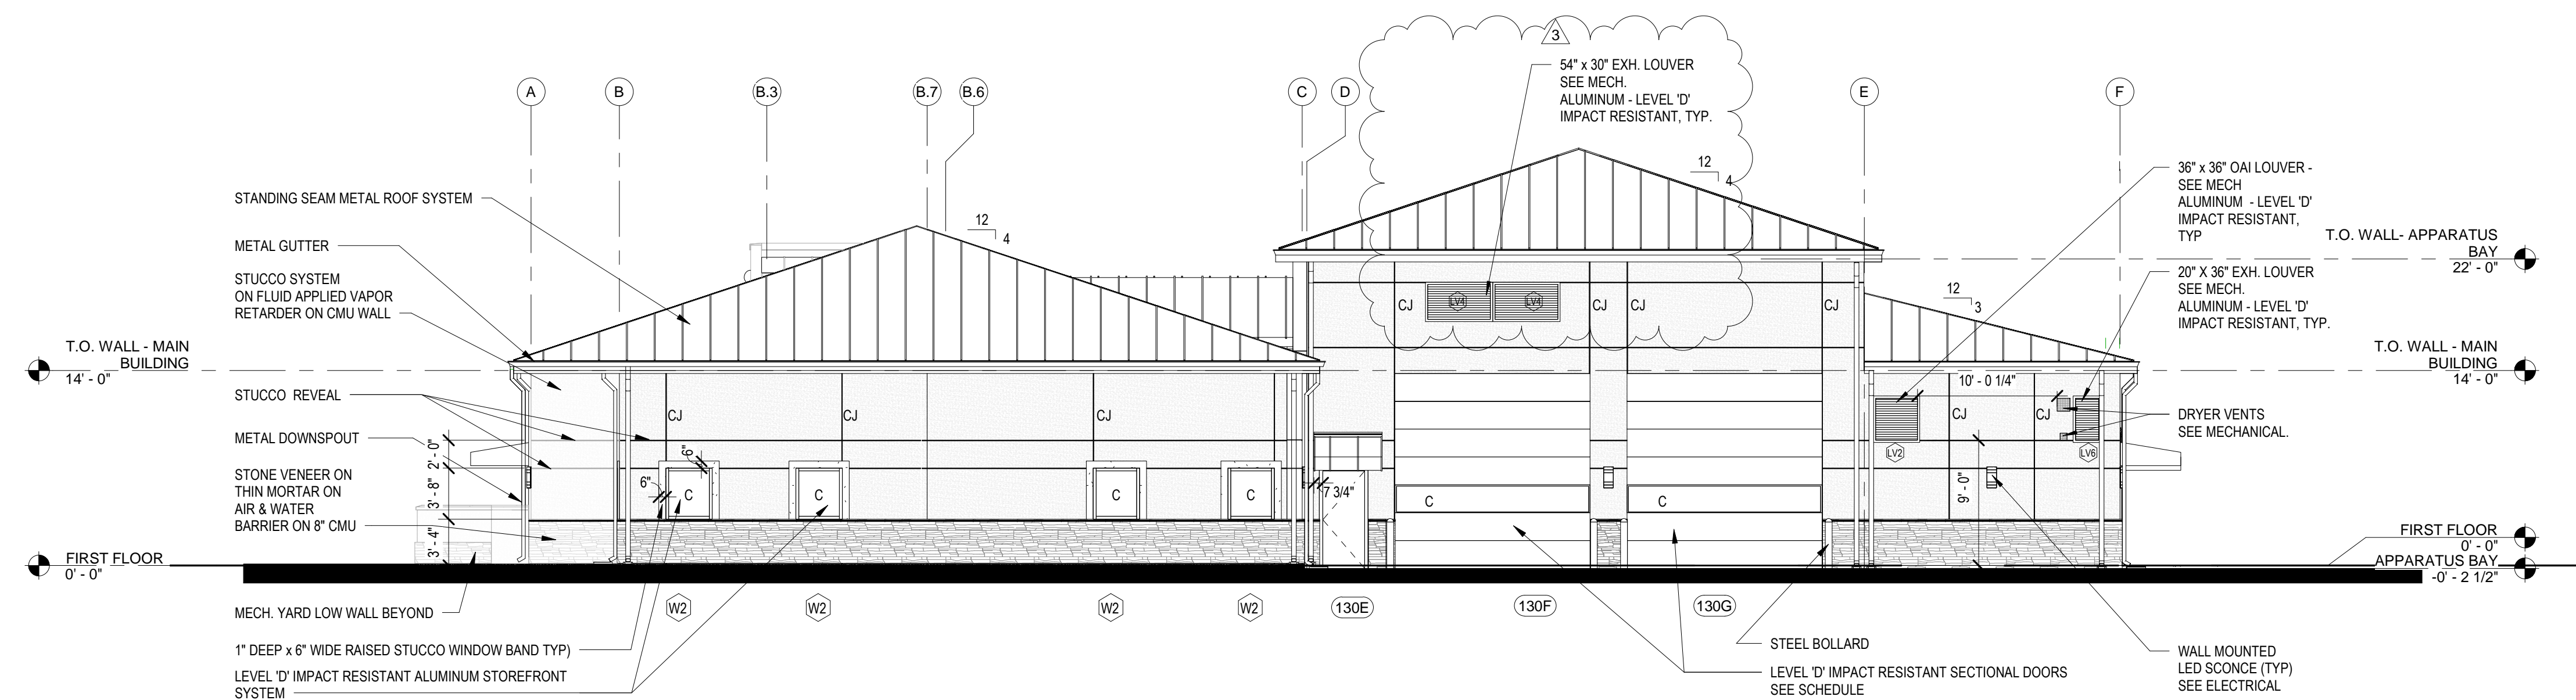 3
54" x 30" EXH. LOUVER
SEE MECH.
ALUMINUM - LEVEL 'D'
IMPACT RESISTANT, TYP.
A
B
B.3
B.7
B.6
C
D
E
F
12
4
12
4
12
3
STANDING SEAM METAL ROOF SYSTEM
METAL GUTTER
STUCCO SYSTEM
ON FLUID APPLIED VAPOR
RETARDER ON CMU WALL
T.O. WALL - MAIN
BUILDING
14' - 0"
STUCCO REVEAL
METAL DOWNSPOUT
STONE VENEER ON
THIN MORTAR ON
AIR & WATER
BARRIER ON 8" CMU
FIRST FLOOR
0' - 0"
MECH. YARD LOW WALL BEYOND
1" DEEP x 6" WIDE RAISED STUCCO WINDOW BAND TYP)
LEVEL 'D' IMPACT RESISTANT ALUMINUM STOREFRONT
SYSTEM
2' - 0"
3' - 8"
3' - 4"
6"
6"
CJ
CJ
CJ
C
C
C
C
W2
W2
W2
W2
LV4
LV4
CJ
CJ
CJ
CJ
7 3/4"
C
C
130E
130F
130G
36" x 36" OAI LOUVER -
SEE MECH
ALUMINUM - LEVEL 'D'
IMPACT RESISTANT,
TYP
T.O. WALL- APPARATUS
BAY
22' - 0"
20" X 36" EXH. LOUVER
SEE MECH.
ALUMINUM - LEVEL 'D'
IMPACT RESISTANT, TYP.
T.O. WALL - MAIN
BUILDING
14' - 0"
10' - 0 1/4"
CJ
CJ
LV2
LV6
9' - 0"
DRYER VENTS
SEE MECHANICAL.
FIRST FLOOR
0' - 0"
APPARATUS BAY
-0' - 2 1/2"
STEEL BOLLARD
LEVEL 'D' IMPACT RESISTANT SECTIONAL DOORS
SEE SCHEDULE
WALL MOUNTED
LED SCONCE (TYP)
SEE ELECTRICAL